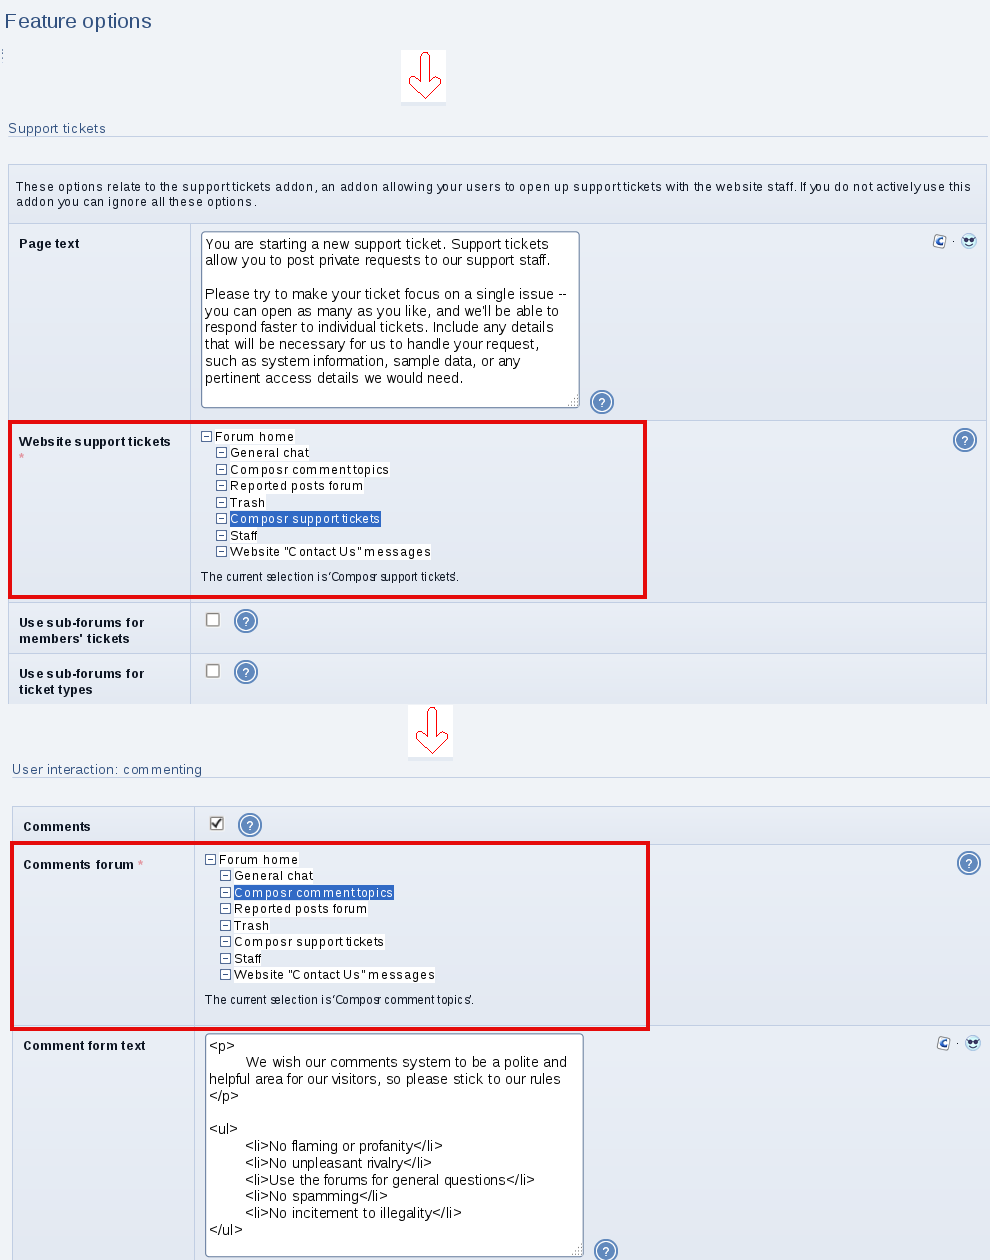 Feature options
Support tickets
These options relate to the support tickets addon, an addon allowing your users to open up support tickets with the website staff. If you do not actively use this
addon you can ignore all these options.
Page text
You are starting a new support ticket. Support tickets
allow you to post private requests to our support staff.
Please try to make your ticket focus on a single issue --
you can open as many as you like, and we'll be able to
respond faster to individual tickets. Include any details
that will be necessary for us to handle your request,
such as system information, sample data, or any
pertinent access details we would need.
Website support tickets
*
Forum home
General chat
Composr comment topics
Reported posts forum
Trash
Composr support tickets
Staff
Website "Contact Us" messages
The current selection is 'Composr support tickets'.
Use sub-forums for
members' tickets
Use sub-forums for
ticket types
User interaction: commenting
Comments
Comments forum *
Forum home
General chat
Composr comment topics
Reported posts forum
Trash
Composr support tickets
Staff
Website "Contact Us" messages
The current selection is 'Composr comment topics'.
Comment form text
<p>
We wish our comments system to be a polite and
helpful area for our visitors, so please stick to our rules
</p>
<ul>
<li>No flaming or profanity</li>
<li>No unpleasant rivalry</li>
<li>Use the forums for general questions</li>
<li>No spamming</li>
<li>No incitement to illegality</li>
</ul>